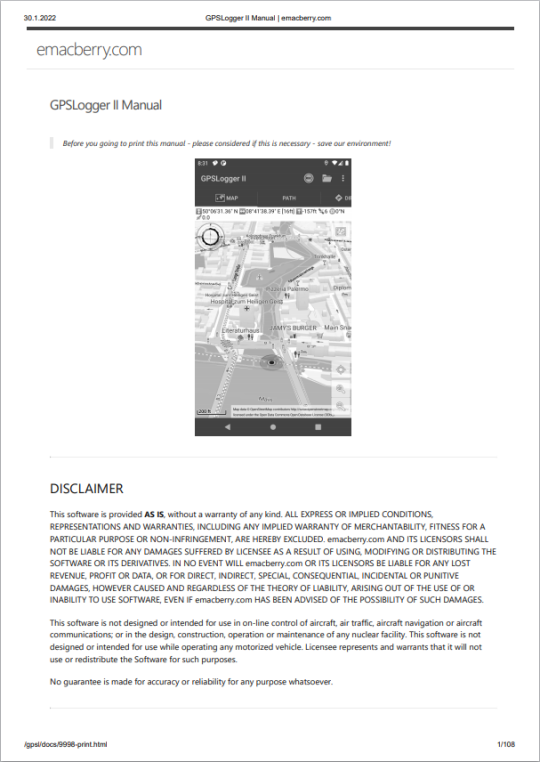 30.1.2022
GPSLogger II Manual | emacberry.com
emacberry.com
GPSLogger II Manual
Before you going to print this manual - please considered if this is necessary - save our environment!
GPSLogger II
MAP
PATH
50°06'31.36" N
08°41'38.39" E [16ft]
-157ft
6
0°N
0.0
Pizzeria Palermo
Hospital zum Heiligen Geist
Hospital zum Heiligen Geist
Literaturhaus
JAMY'S BURGER
Main
DISCLAIMER
This software is provided AS IS, without a warranty of any kind. ALL EXPRESS OR IMPLIED CONDITIONS,
REPRESENTATIONS AND WARRANTIES, INCLUDING ANY IMPLIED WARRANTY OF MERCHANTABILITY, FITNESS FOR A
PARTICULAR PURPOSE OR NON-INFRINGEMENT, ARE HEREBY EXCLUDED. emacberry.com AND ITS LICENSORS SHALL
NOT BE LIABLE FOR ANY DAMAGES SUFFERED BY LICENSEE AS A RESULT OF USING, MODIFYING OR DISTRIBUTING THE
SOFTWARE OR ITS DERIVATIVES. IN NO EVENT WILL emacberry.com OR ITS LICENSORS BE LIABLE FOR ANY LOST
REVENUE, PROFIT OR DATA, OR FOR DIRECT, INDIRECT, SPECIAL, CONSEQUENTIAL, INCIDENTAL OR PUNITIVE
DAMAGES, HOWEVER CAUSED AND REGARDLESS OF THE THEORY OF LIABILITY, ARISING OUT OF THE USE OF OR
INABILITY TO USE SOFTWARE, EVEN IF emacberry.com HAS BEEN ADVISED OF THE POSSIBILITY OF SUCH DAMAGES.
This software is not designed or intended for use in on-line control of aircraft, air traffic, aircraft navigation or aircraft
communications; or in the design, construction, operation or maintenance of any nuclear facility. This software is not
designed or intended for use while operating any motorized vehicle. Licensee represents and warrants that it will not
use or redistribute the Software for such purposes.
No guarantee is made for accuracy or reliability for any purpose whatsoever.
/gpsl/docs/9998-print.html
1/108